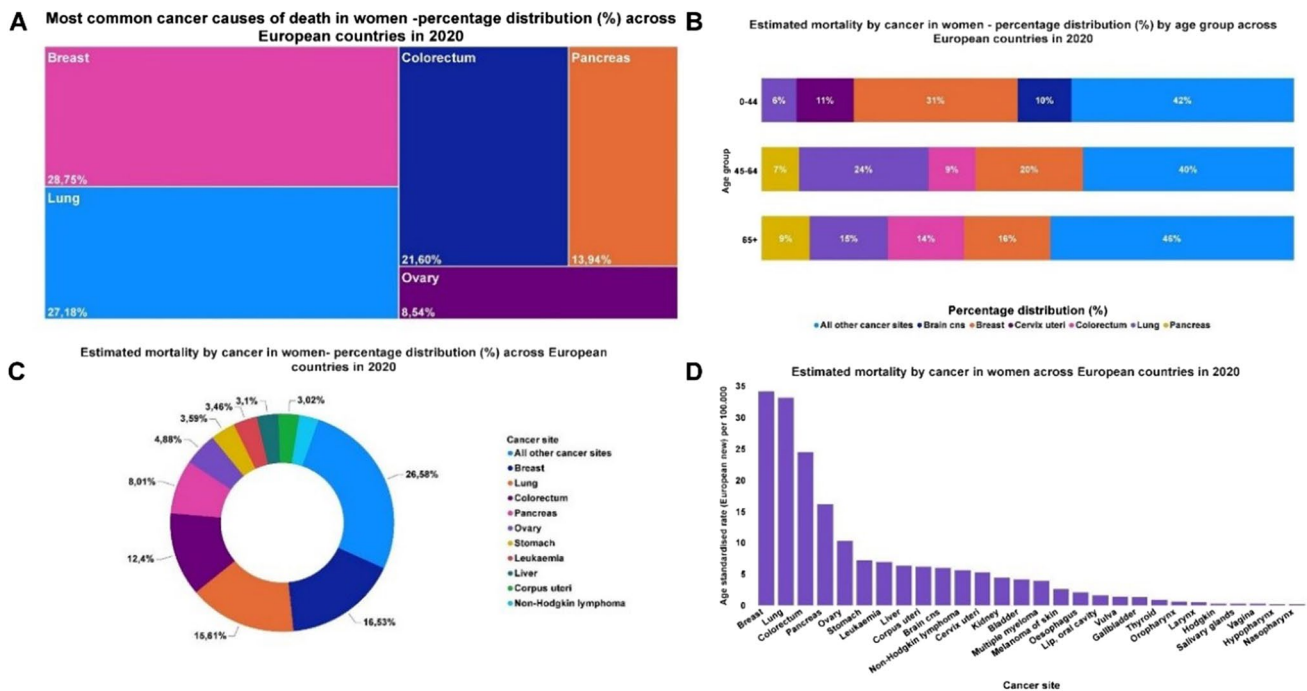 A
Most common cancer causes of death in women -percentage distribution (%) across
European countries in 2020
Breast
28,75%
Lung
27,18%
Colorectum
21,60%
Pancreas
13,94%
Ovary
8,54%
B
Estimated mortality by cancer in women - percentage distribution (%) by age group across
European countries in 2020
Age group
0-44
6% 11% 31% 10% 42%
45-64
7% 24% 9% 20% 40%
65+
9% 15% 14% 16% 46%
Percentage distribution (%)
All other cancer sites Brain cns Breast Cervix uteri Colorectum Lung Pancreas
C
Estimated mortality by cancer in women- percentage distribution (%) across European
countries in 2020
3,02%
3,1%
3,46%
3,59%
4,88%
8,01%
12,4%
15,61%
16,53%
26,58%
Cancer site
All other cancer sites
Breast
Lung
Colorectum
Pancreas
Ovary
Stomach
Leukaemia
Liver
Corpus uteri
Non-Hodgkin lymphoma
D
Estimated mortality by cancer in women across European countries in 2020
Age standardised rate (European new) per 100.000
35
30
25
20
15
10
5
0
Breast
Lung
Colorectum
Pancreas
Ovary
Stomach
Leukaemia
Liver
Corpus uteri
Brain cns
Non-Hodgkin lymphoma
Cervix uteri
Kidney
Bladder
Multiple myeloma
Melanoma of skin
Oesophagus
Lip. oral cavity
Vulva
Gallbladder
Thyroid
Oropharynx
Larynx
Hodgkin
Salivary glands
Vagina
Hypopharynx
Nasopharynx
Cancer site